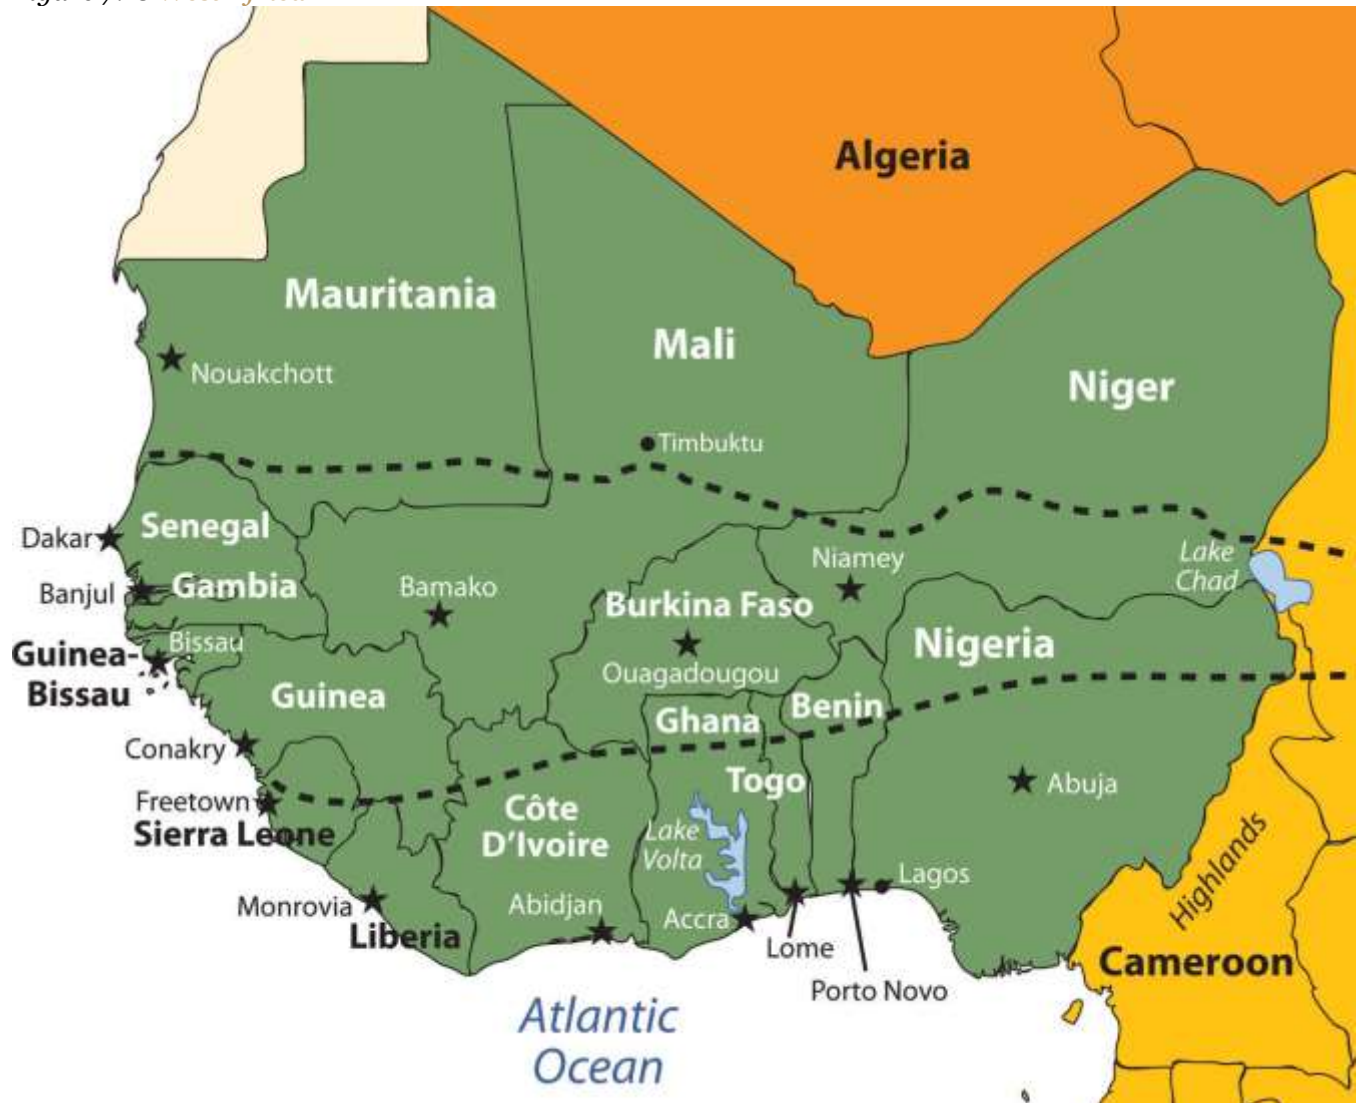 Algeria
Mauritania
Mali
Niger
Nouakchott
Timbuktu
Senegal
Dakar
Lake
Chad
Niamey
Gambia
Banjul
Bamako
Burkina Faso
Bissau
Guinea-
Bissau
Nigeria
Ouagadougou
Guinea
Benin
Ghana
Conakry
Togo
Abuja
Freetown
Sierra Leone
Côte
D'Ivoire
Lake
Volta
Highlands
Lagos
Monrovia
Abidjan
Accra
Liberia
Lome
Cameroon
Porto Novo
Atlantic
Ocean